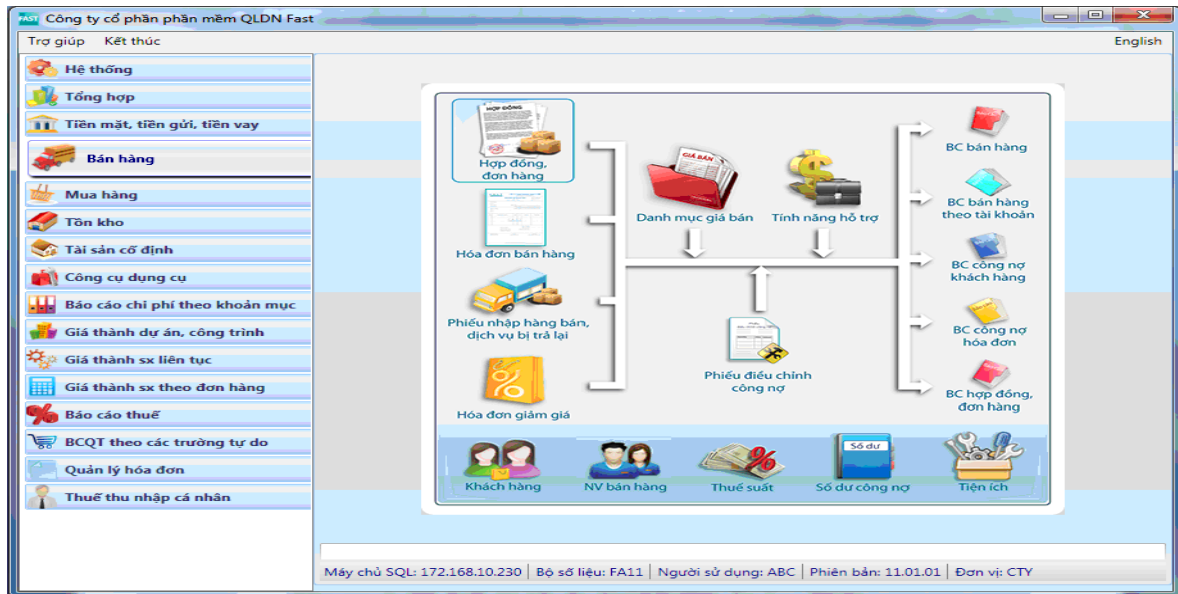 FAST Công ty cổ phần phần mềm QLDN Fast
Trợ giúp Kết thúc English
Hệ thống
Tổng hợp
Tiền mặt, tiền gửi, tiền vay
Bán hàng
Mua hàng
Tồn kho
Tài sản cố định
Công cụ dụng cụ
Báo cáo chi phí theo khoản mục
Giá thành dự án, công trình
Giá thành sx liên tục
Giá thành sx theo đơn hàng
Báo cáo thuế
BCQT theo các trường tự do
Quản lý hóa đơn
Thuế thu nhập cá nhân
HỢP ĐỒNG
Hợp đồng,
đơn hàng
Hóa đơn bán hàng
Phiếu nhập hàng bán,
dịch vụ bị trả lại
Hóa đơn giảm giá
GIÁ BÁN
Danh mục giá bán
Tính năng hỗ trợ
Phiếu điều chỉnh
công nợ
BC bán hàng
BC bán hàng
theo tài khoản
BC công nợ
khách hàng
BC công nợ
hóa đơn
BC hợp đồng,
đơn hàng
Khách hàng
NV bán hàng
Thuế suất
Số dư
Số dư công nợ
Tiện ích
Máy chủ SQL: 172.168.10.230 Bộ số liệu: FA11 Người sử dụng: ABC Phiên bản: 11.01.01 Đơn vị: CTY